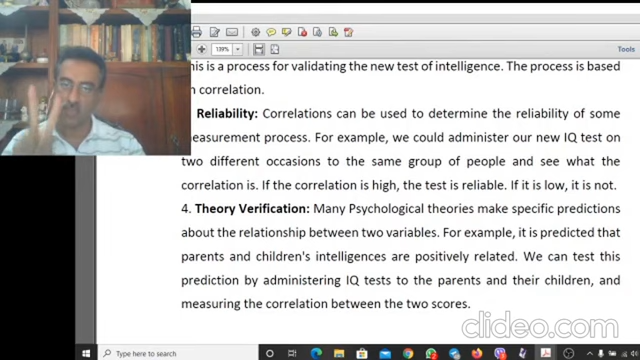 139%
Tools
this is a process for validating the new test of intelligence. The process is based
n correlation.
Reliability: Correlations can be used to determine the reliability of some
measurement process. For example, we could administer our new IQ test on
two different occasions to the same group of people and see what the
correlation is. If the correlation is high, the test is reliable. If it is low, it is not.
4. Theory Verification: Many Psychological theories make specific predictions
about the relationship between two variables. For example, it is predicted that
parents and children's intelligences are positively related. We can test this
prediction by administering IQ tests to the parents and their children, and
measuring the correlation between the two scores.
clideo.com
Type here to search